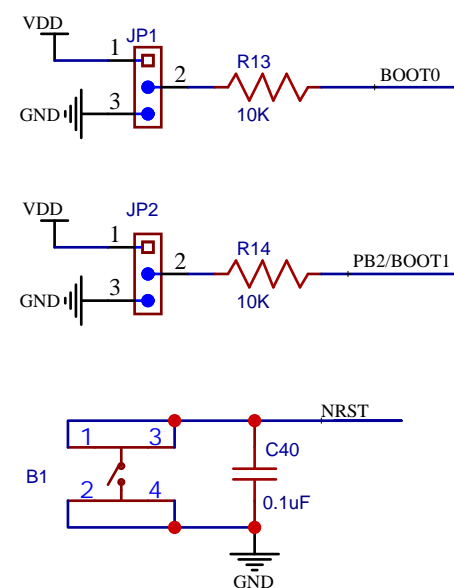 VDD
JP1
1
R13
2
BOOT0
3
GND
10K
VDD
JP2
1
R14
2
PB2/BOOT1
3
GND
10K
NRST
1 3
C40
B1
2 4
0.1uF
GND